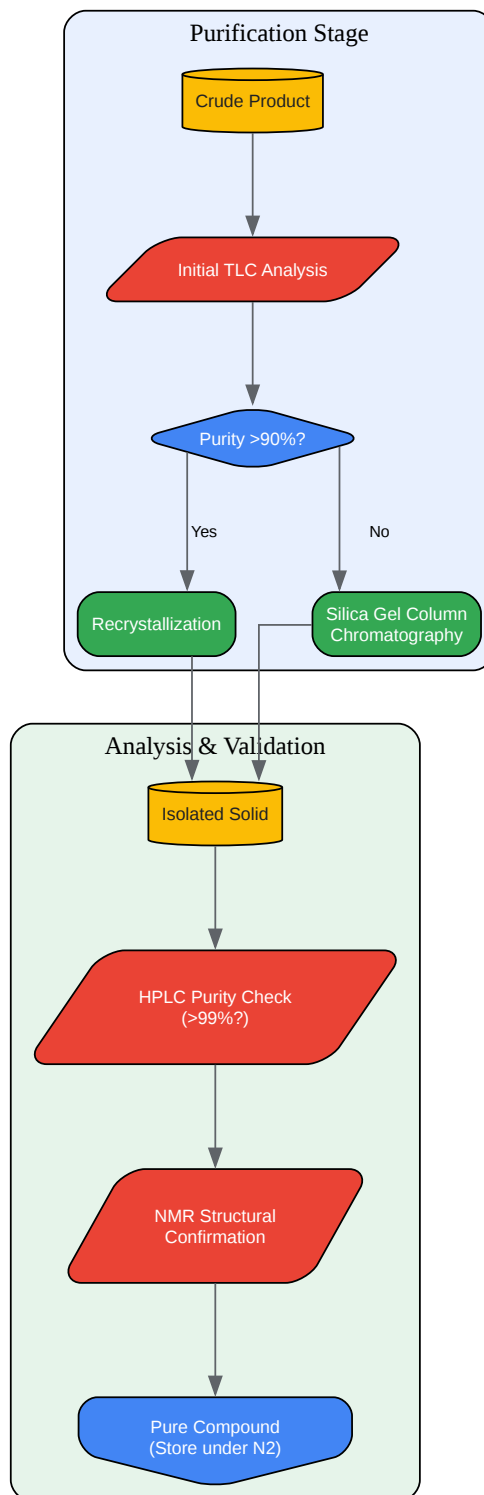 Purification Stage
Crude Product
Initial TLC Analysis
Purity >90%?
Yes
No
Recrystallization
Silica Gel Column
Chromatography
Analysis & Validation
Isolated Solid
HPLC Purity Check
(>99%?)
NMR Structural
Confirmation
Pure Compound
(Store under N2)